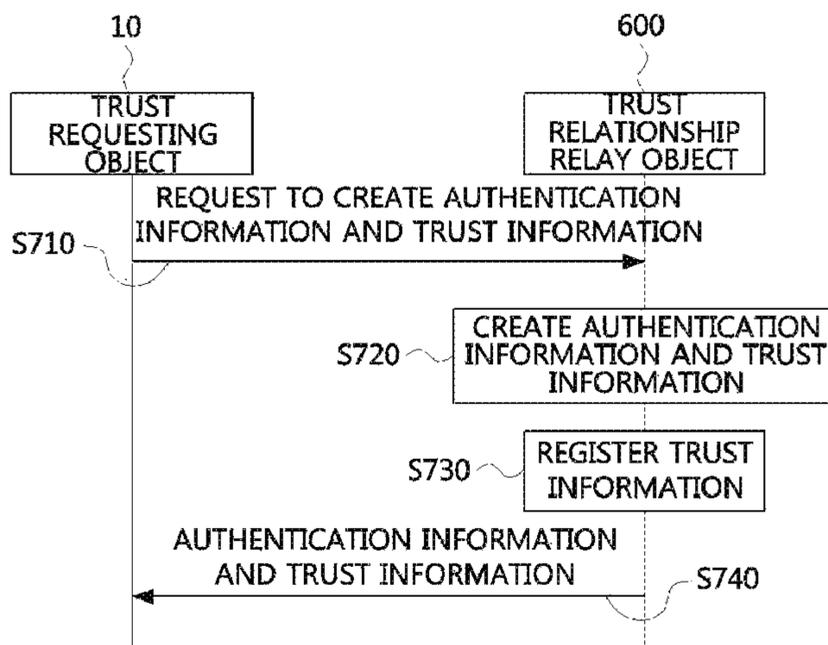 10
600
TRUST
REQUESTING
OBJECT
TRUST
RELATIONSHIP
RELAY OBJECT
REQUEST TO CREATE AUTHENTICATION
INFORMATION AND TRUST INFORMATION
S710
CREATE AUTHENTICATION
INFORMATION AND TRUST
INFORMATION
S720
REGISTER TRUST
INFORMATION
S730
AUTHENTICATION INFORMATION
AND TRUST INFORMATION
S740